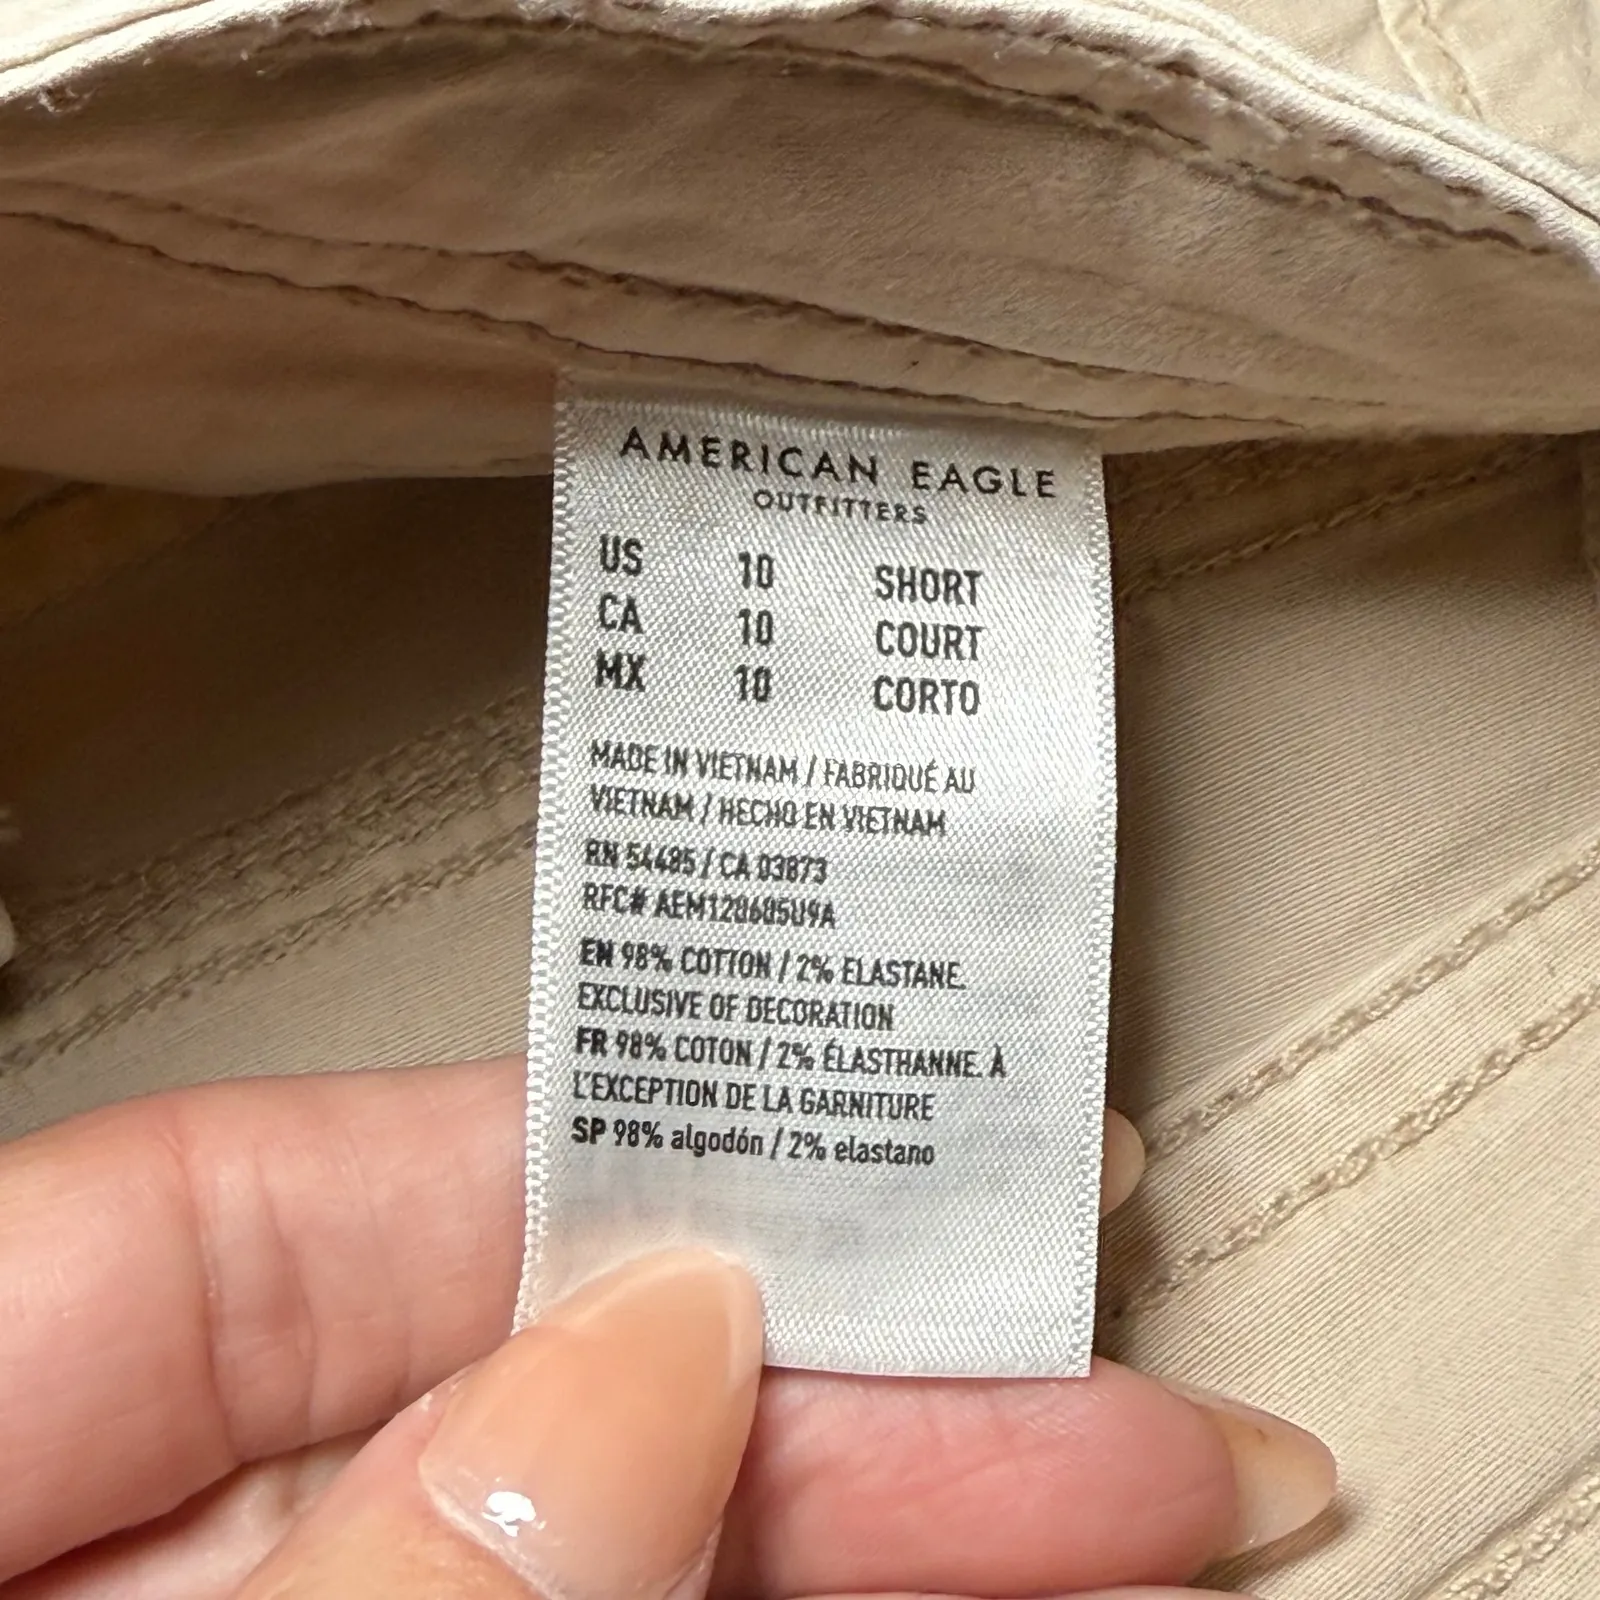 AMERICAN EAGLE
OUTFITTERS
US 10 SHORT
CA 10 COURT
MX 10 CORTO
MADE IN VIETNAM / FABRIQUÉ AU
VIETNAM / HECHO EN VIETNAM
RN 54485 / CA 03873
RFC# AEM120605U9A
EN 98% COTTON / 2% ELASTANE.
EXCLUSIVE OF DECORATION
FR 98% COTON / 2% ÉLASTHANNE. À
L'EXCEPTION DE LA GARNITURE
SP 98% algodón / 2% elastano